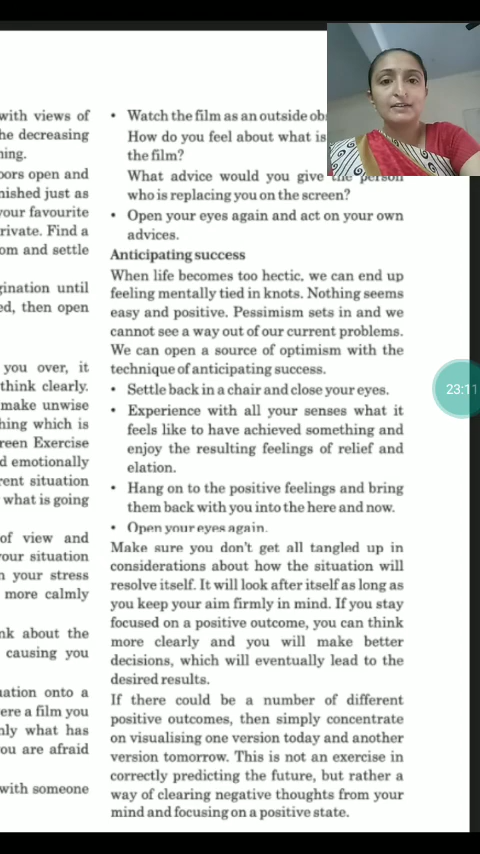 with views of
he decreasing
ning.
oors open and
nished just as
your favourite
rivate. Find a
om and settle
gination until
ed, then open
you over, it
think clearly.
make unwise
hing which is
reen Exercise
d emotionally
rent situation
what is going
of view and
your situation
n your stress
more calmly
nk about the
causing you
uation onto a
ere a film you
nly what has
you are afraid
with someone
• Watch the film as an outside obs
How do you feel about what is
the film?
What advice would you give the person
who is replacing you on the screen?
• Open your eyes again and act on your own
advices.
Anticipating success
When life becomes too hectic, we can end up
feeling mentally tied in knots. Nothing seems
easy and positive. Pessimism sets in and we
cannot see a way out of our current problems.
We can open a source of optimism with the
technique of anticipating success.
• Settle back in a chair and close your eyes.
• Experience with all your senses what it
feels like to have achieved something and
enjoy the resulting feelings of relief and
elation.
• Hang on to the positive feelings and bring
them back with you into the here and now.
• Open your eyes again.
Make sure you don't get all tangled up in
considerations about how the situation will
resolve itself. It will look after itself as long as
you keep your aim firmly in mind. If you stay
focused on a positive outcome, you can think
more clearly and you will make better
decisions, which will eventually lead to the
desired results.
If there could be a number of different
positive outcomes, then simply concentrate
on visualising one version today and another
version tomorrow. This is not an exercise in
correctly predicting the future, but rather a
way of clearing negative thoughts from your
mind and focusing on a positive state.
23:11